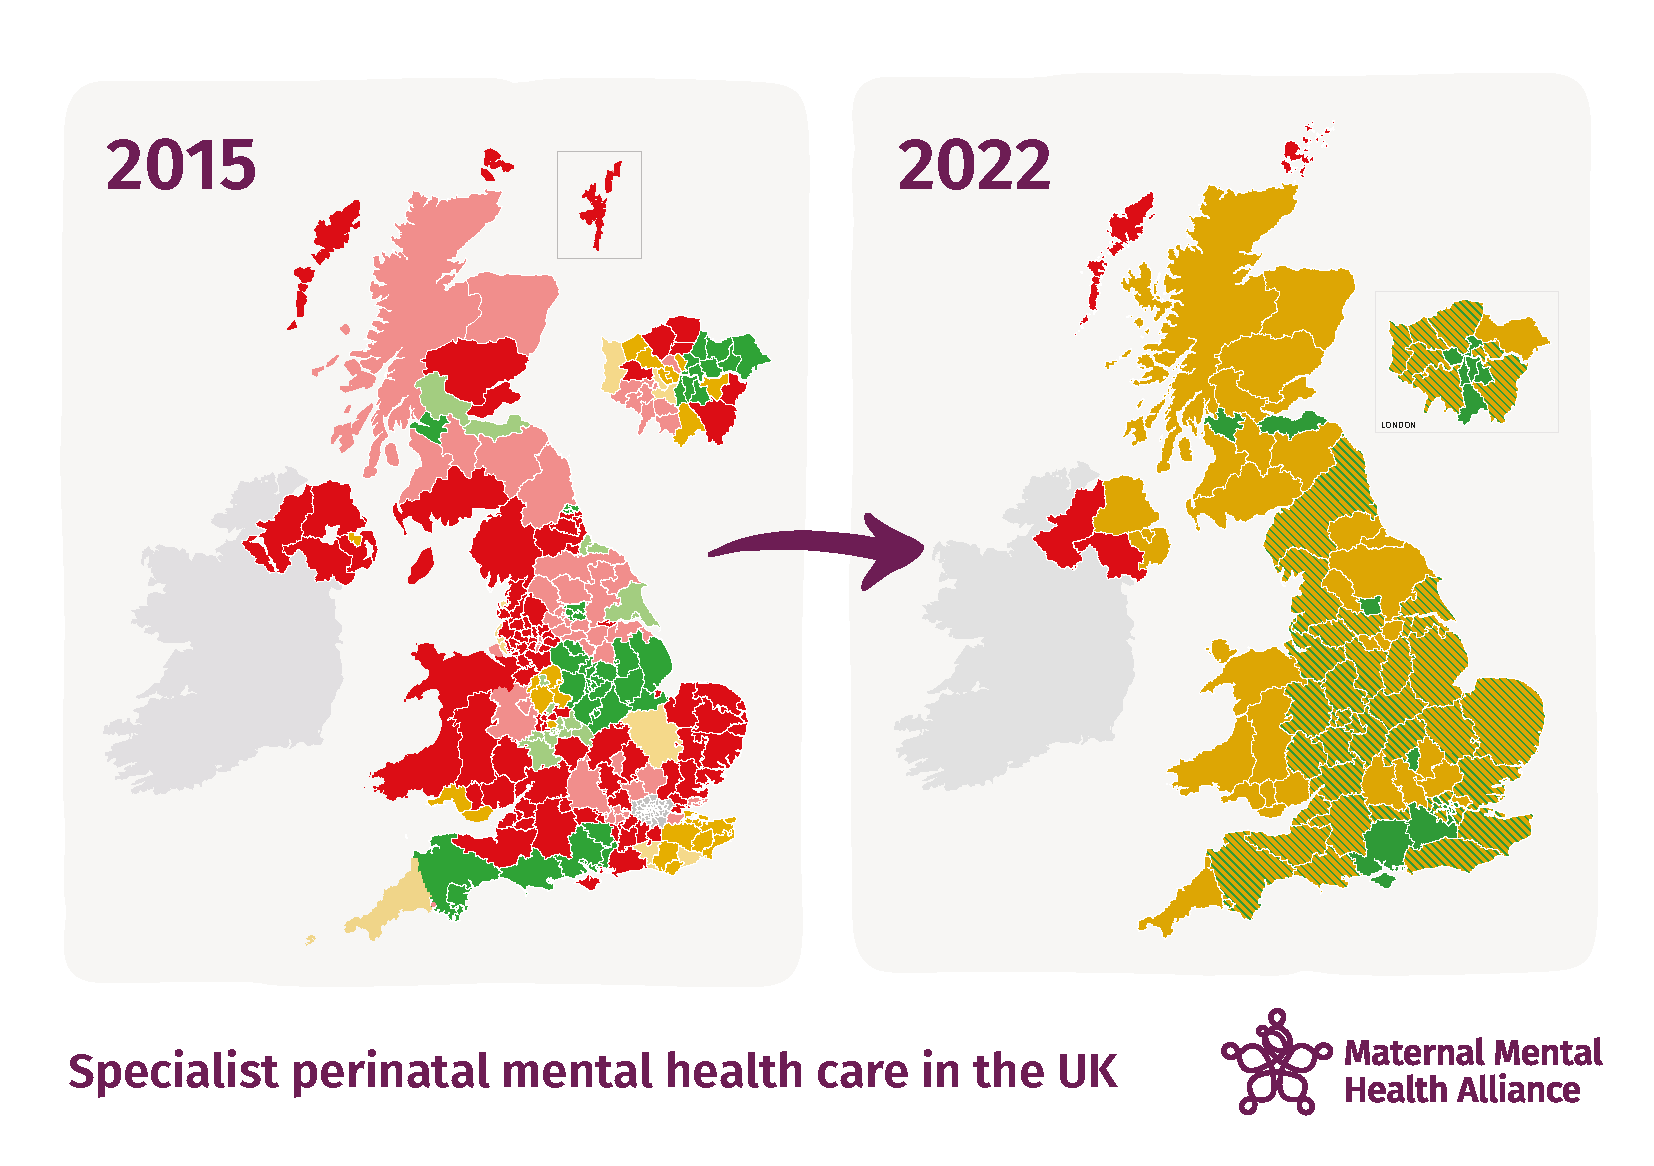 2015
2022
LONDON
Specialist perinatal mental health care in the UK
Maternal Mental
Health Alliance